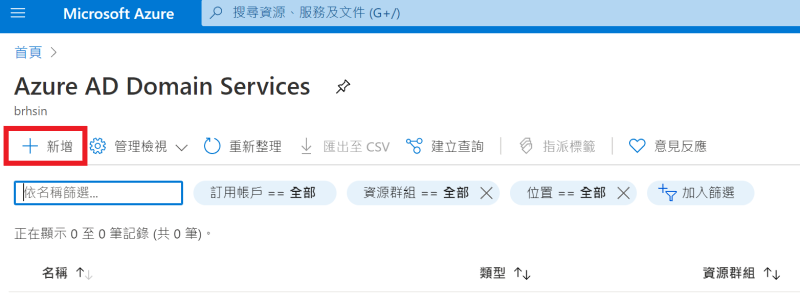 Microsoft Azure 搜尋資源、服務及文件 (G+/)
首頁 >
Azure AD Domain Services
brhsin
+ 新增 管理檢視 重新整理 匯出至 CSV 建立查詢 指派標籤 意見反應
依名稱篩選... 訂用帳戶 == 全部 資源群組 == 全部 × 位置 == 全部 × 加入篩選
正在顯示 0 至 0 筆記錄 (共 0 筆)。
名稱 ↑↓ 類型 ↑↓ 資源群組 ↑↓